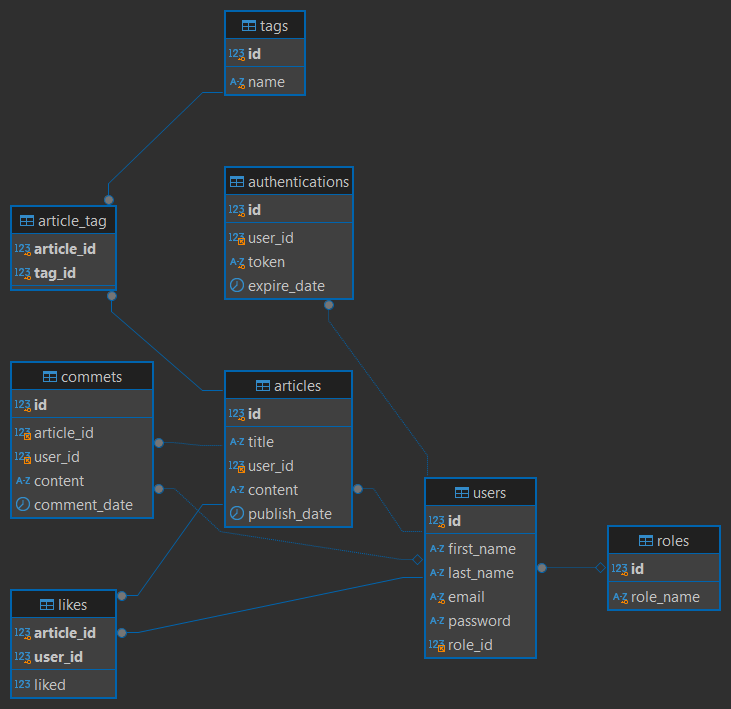 tags
123 id
A-Z name
authentications
123 id
123 user_id
A-Z token
expire_date
article_tag
123 article_id
123 tag_id
commets
123 id
123 article_id
123 user_id
A-Z content
comment_date
articles
123 id
A-Z title
123 user_id
A-Z content
publish_date
users
123 id
A-Z first_name
A-Z last_name
A-Z email
A-Z password
123 role_id
roles
123 id
A-Z role_name
likes
123 article_id
123 user_id
123 liked